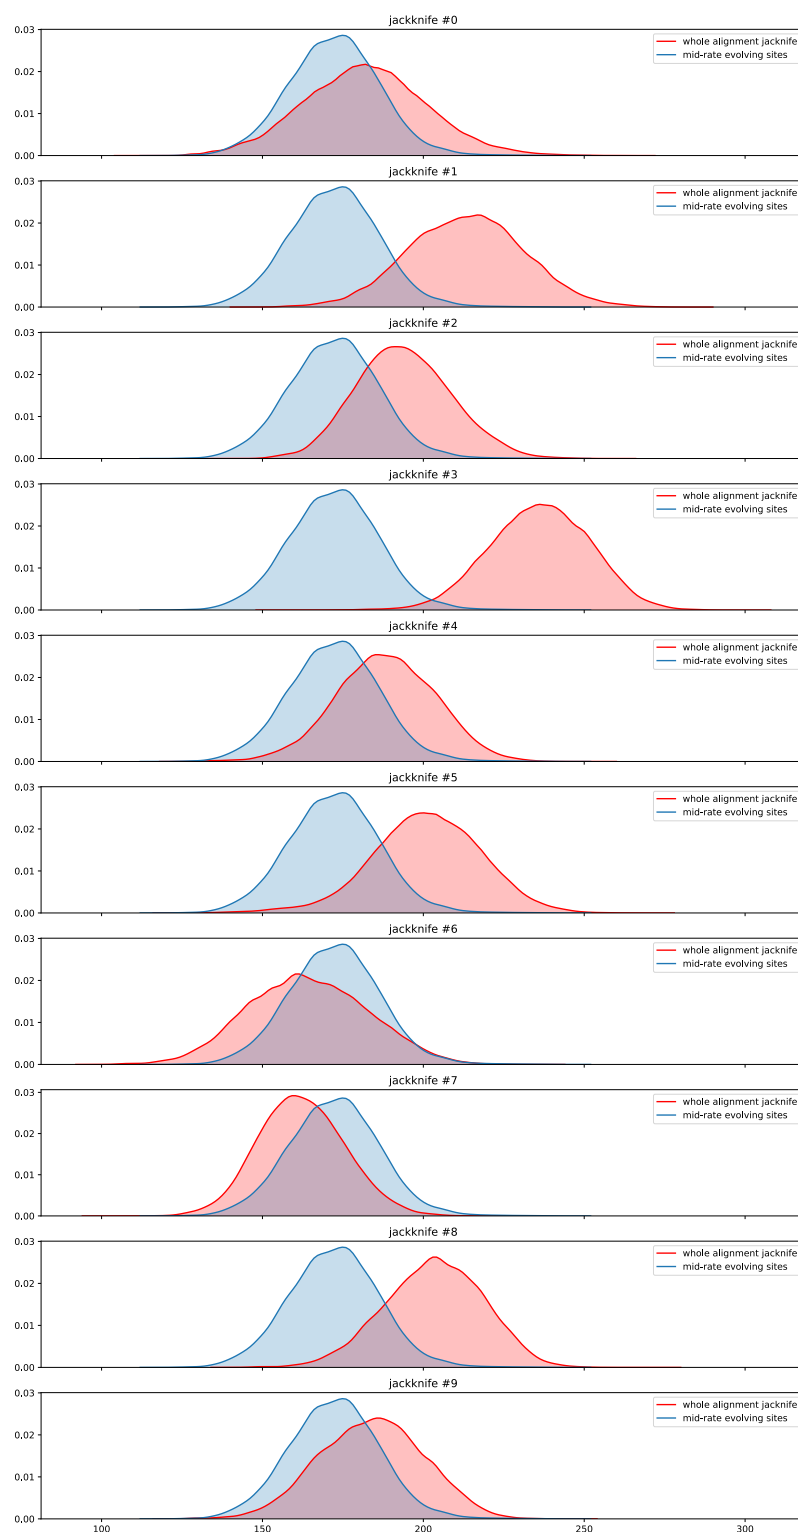 jackknife #0
0.03
0.02
0.01
0.00
whole alignment jacknife
mid-rate evolving sites
jackknife #1
0.03
0.02
0.01
0.00
whole alignment jacknife
mid-rate evolving sites
jackknife #2
0.03
0.02
0.01
0.00
whole alignment jacknife
mid-rate evolving sites
jackknife #3
0.03
0.02
0.01
0.00
whole alignment jacknife
mid-rate evolving sites
jackknife #4
0.03
0.02
0.01
0.00
whole alignment jacknife
mid-rate evolving sites
jackknife #5
0.03
0.02
0.01
0.00
whole alignment jacknife
mid-rate evolving sites
jackknife #6
0.03
0.02
0.01
0.00
whole alignment jacknife
mid-rate evolving sites
jackknife #7
0.03
0.02
0.01
0.00
whole alignment jacknife
mid-rate evolving sites
jackknife #8
0.03
0.02
0.01
0.00
whole alignment jacknife
mid-rate evolving sites
jackknife #9
0.03
0.02
0.01
0.00
whole alignment jacknife
mid-rate evolving sites
100 150 200 250 300